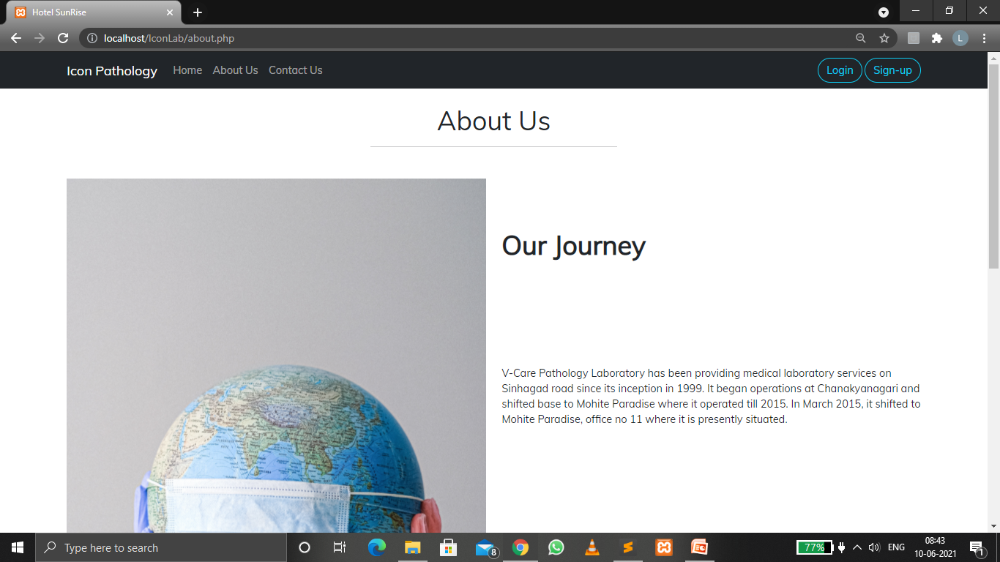 Hotel SunRise
localhost/IconLab/about.php
L
Icon Pathology Home About Us Contact Us Login Sign-up
About Us
Our Journey
V-Care Pathology Laboratory has been providing medical laboratory services on
Sinhagad road since its inception in 1999. It began operations at Chanakyanagari and
shifted base to Mohite Paradise where it operated till 2015. In March 2015, it shifted to
Mohite Paradise, office no 11 where it is presently situated.
Type here to search
8
77%
ENG
08:43
10-06-2021
1